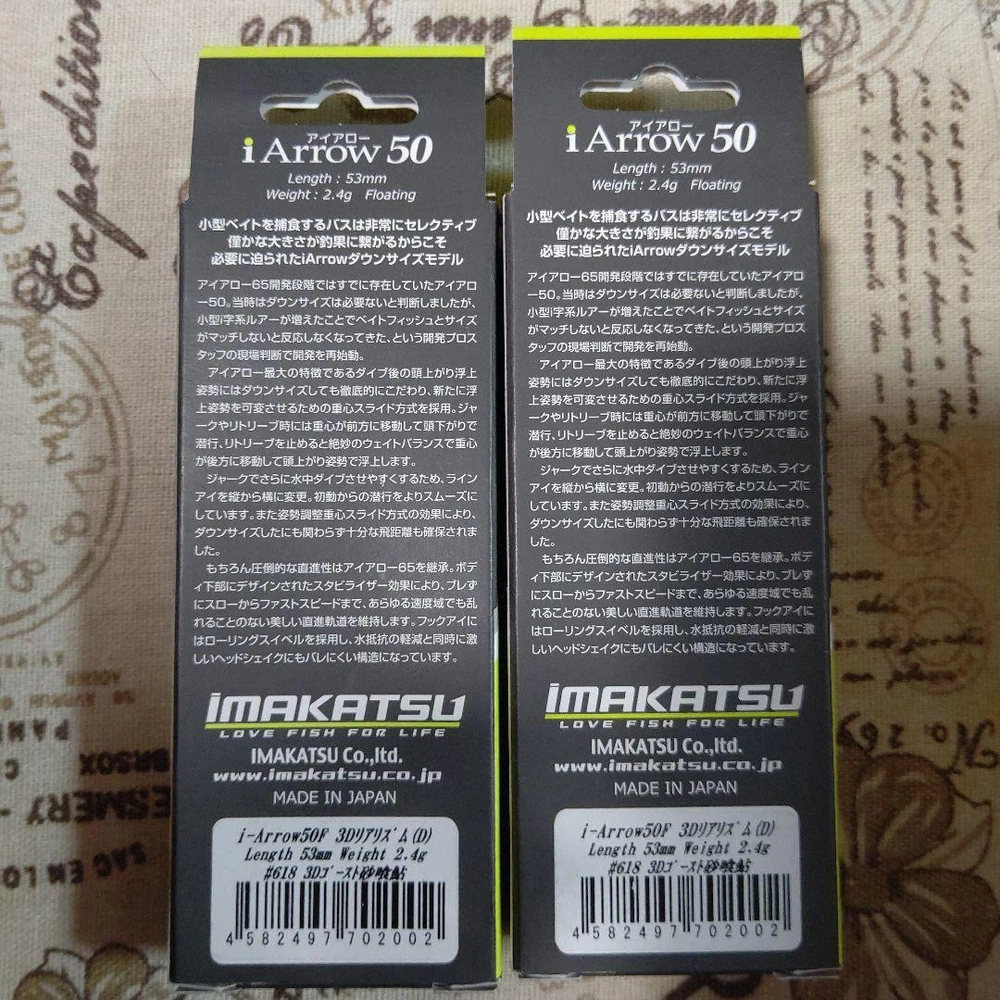 アイアロー
i Arrow 50
Length : 53mm
Weight : 2.4g Floating
小型ベイトを捕食するバスは非常にセレクティブ
僅かな大きさが釣果に繋がるからこそ
必要に迫られたiArrowダウンサイズモデル
アイアロー65開発段階ではすでに存在していたアイアロ
ー50。当時はダウンサイズは必要ないと判断しましたが、
小型i字系ルアーが増えたことでベイトフィッシュとサイズ
がマッチしないと反応しなくなってきた、という開発プロス
タッフの現場判断で開発を再始動。
アイアロー最大の特徴であるダイブ後の頭上がり浮上
姿勢にはダウンサイズしても徹底的にこだわり、新たに浮
上姿勢を可変させるための重心スライド方式を採用。ジャ
ークやリトリーブ時には重心が前方に移動して頭下がりで
潜行、リトリーブを止めると絶妙のウェイトバランスで重心
が後方に移動して頭上がり姿勢で浮上します。
ジャークでさらに水中ダイブさせやすくするため、ライン
アイを縦から横に変更。初動からの潜行をよりスムーズに
しています。また姿勢調整重心スライド方式の効果により、
ダウンサイズしたにも関わらず十分な飛距離も確保されま
した。
もちろん圧倒的な直進性はアイアロー65を継承。ボデ
ィ下部にデザインされたスタビライザー効果により、ブレず
にスローからファストスピードまで、あらゆる速度域でも乱
れることのない美しい直進軌道を維持します。フックアイに
はローリングスイベルを採用し、水抵抗の軽減と同時に激
しいヘッドシェイクにもバレにくい構造になっています。
iMAKATSU
LOVE FISH FOR LIFE
IMAKATSU Co.,ltd.
www.imakatsu.co.jp
MADE IN JAPAN
i-Arrow50F 3Dﾘｱﾘｽﾞﾑ(D)
Length 53mm Weight 2.4g
#618 3Dｺﾞｰｽﾄ砂喰鮎
4 582497 702002
アイアロー
i Arrow 50
Length : 53mm
Weight : 2.4g Floating
小型ベイトを捕食するバスは非常にセレクティブ
僅かな大きさが釣果に繋がるからこそ
必要に迫られたiArrowダウンサイズモデル
アイアロー65開発段階ではすでに存在していたアイアロ
ー50。当時はダウンサイズは必要ないと判断しましたが、
小型i字系ルアーが増えたことでベイトフィッシュとサイズ
がマッチしないと反応しなくなってきた、という開発プロス
タッフの現場判断で開発を再始動。
アイアロー最大の特徴であるダイブ後の頭上がり浮上
姿勢にはダウンサイズしても徹底的にこだわり、新たに浮
上姿勢を可変させるための重心スライド方式を採用。ジャ
ークやリトリーブ時には重心が前方に移動して頭下がりで
潜行、リトリーブを止めると絶妙のウェイトバランスで重心
が後方に移動して頭上がり姿勢で浮上します。
ジャークでさらに水中ダイブさせやすくするため、ライン
アイを縦から横に変更。初動からの潜行をよりスムーズに
しています。また姿勢調整重心スライド方式の効果により、
ダウンサイズしたにも関わらず十分な飛距離も確保されま
した。
もちろん圧倒的な直進性はアイアロー65を継承。ボデ
ィ下部にデザインされたスタビライザー効果により、ブレず
にスローからファストスピードまで、あらゆる速度域でも乱
れることのない美しい直進軌道を維持します。フックアイに
はローリングスイベルを採用し、水抵抗の軽減と同時に激
しいヘッドシェイクにもバレにくい構造になっています。
iMAKATSU
LOVE FISH FOR LIFE
IMAKATSU Co.,ltd.
www.imakatsu.co.jp
MADE IN JAPAN
i-Arrow50F 3Dﾘｱﾘｽﾞﾑ(D)
Length 53mm Weight 2.4g
#618 3Dｺﾞｰｽﾄ砂喰鮎
4 582497 702002
Expedition
No. 269